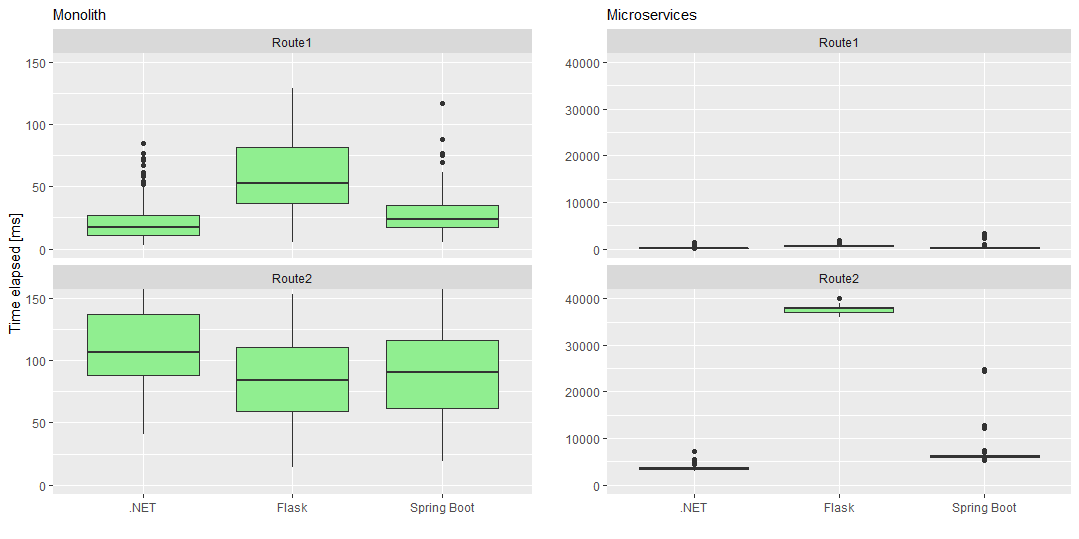 Monolith
Route1
150
100
50
0
Route2
150
100
50
0
.NET Flask Spring Boot
Time elapsed [ms]
Microservices
Route1
40000
30000
20000
10000
0
Route2
40000
30000
20000
10000
0
.NET Flask Spring Boot